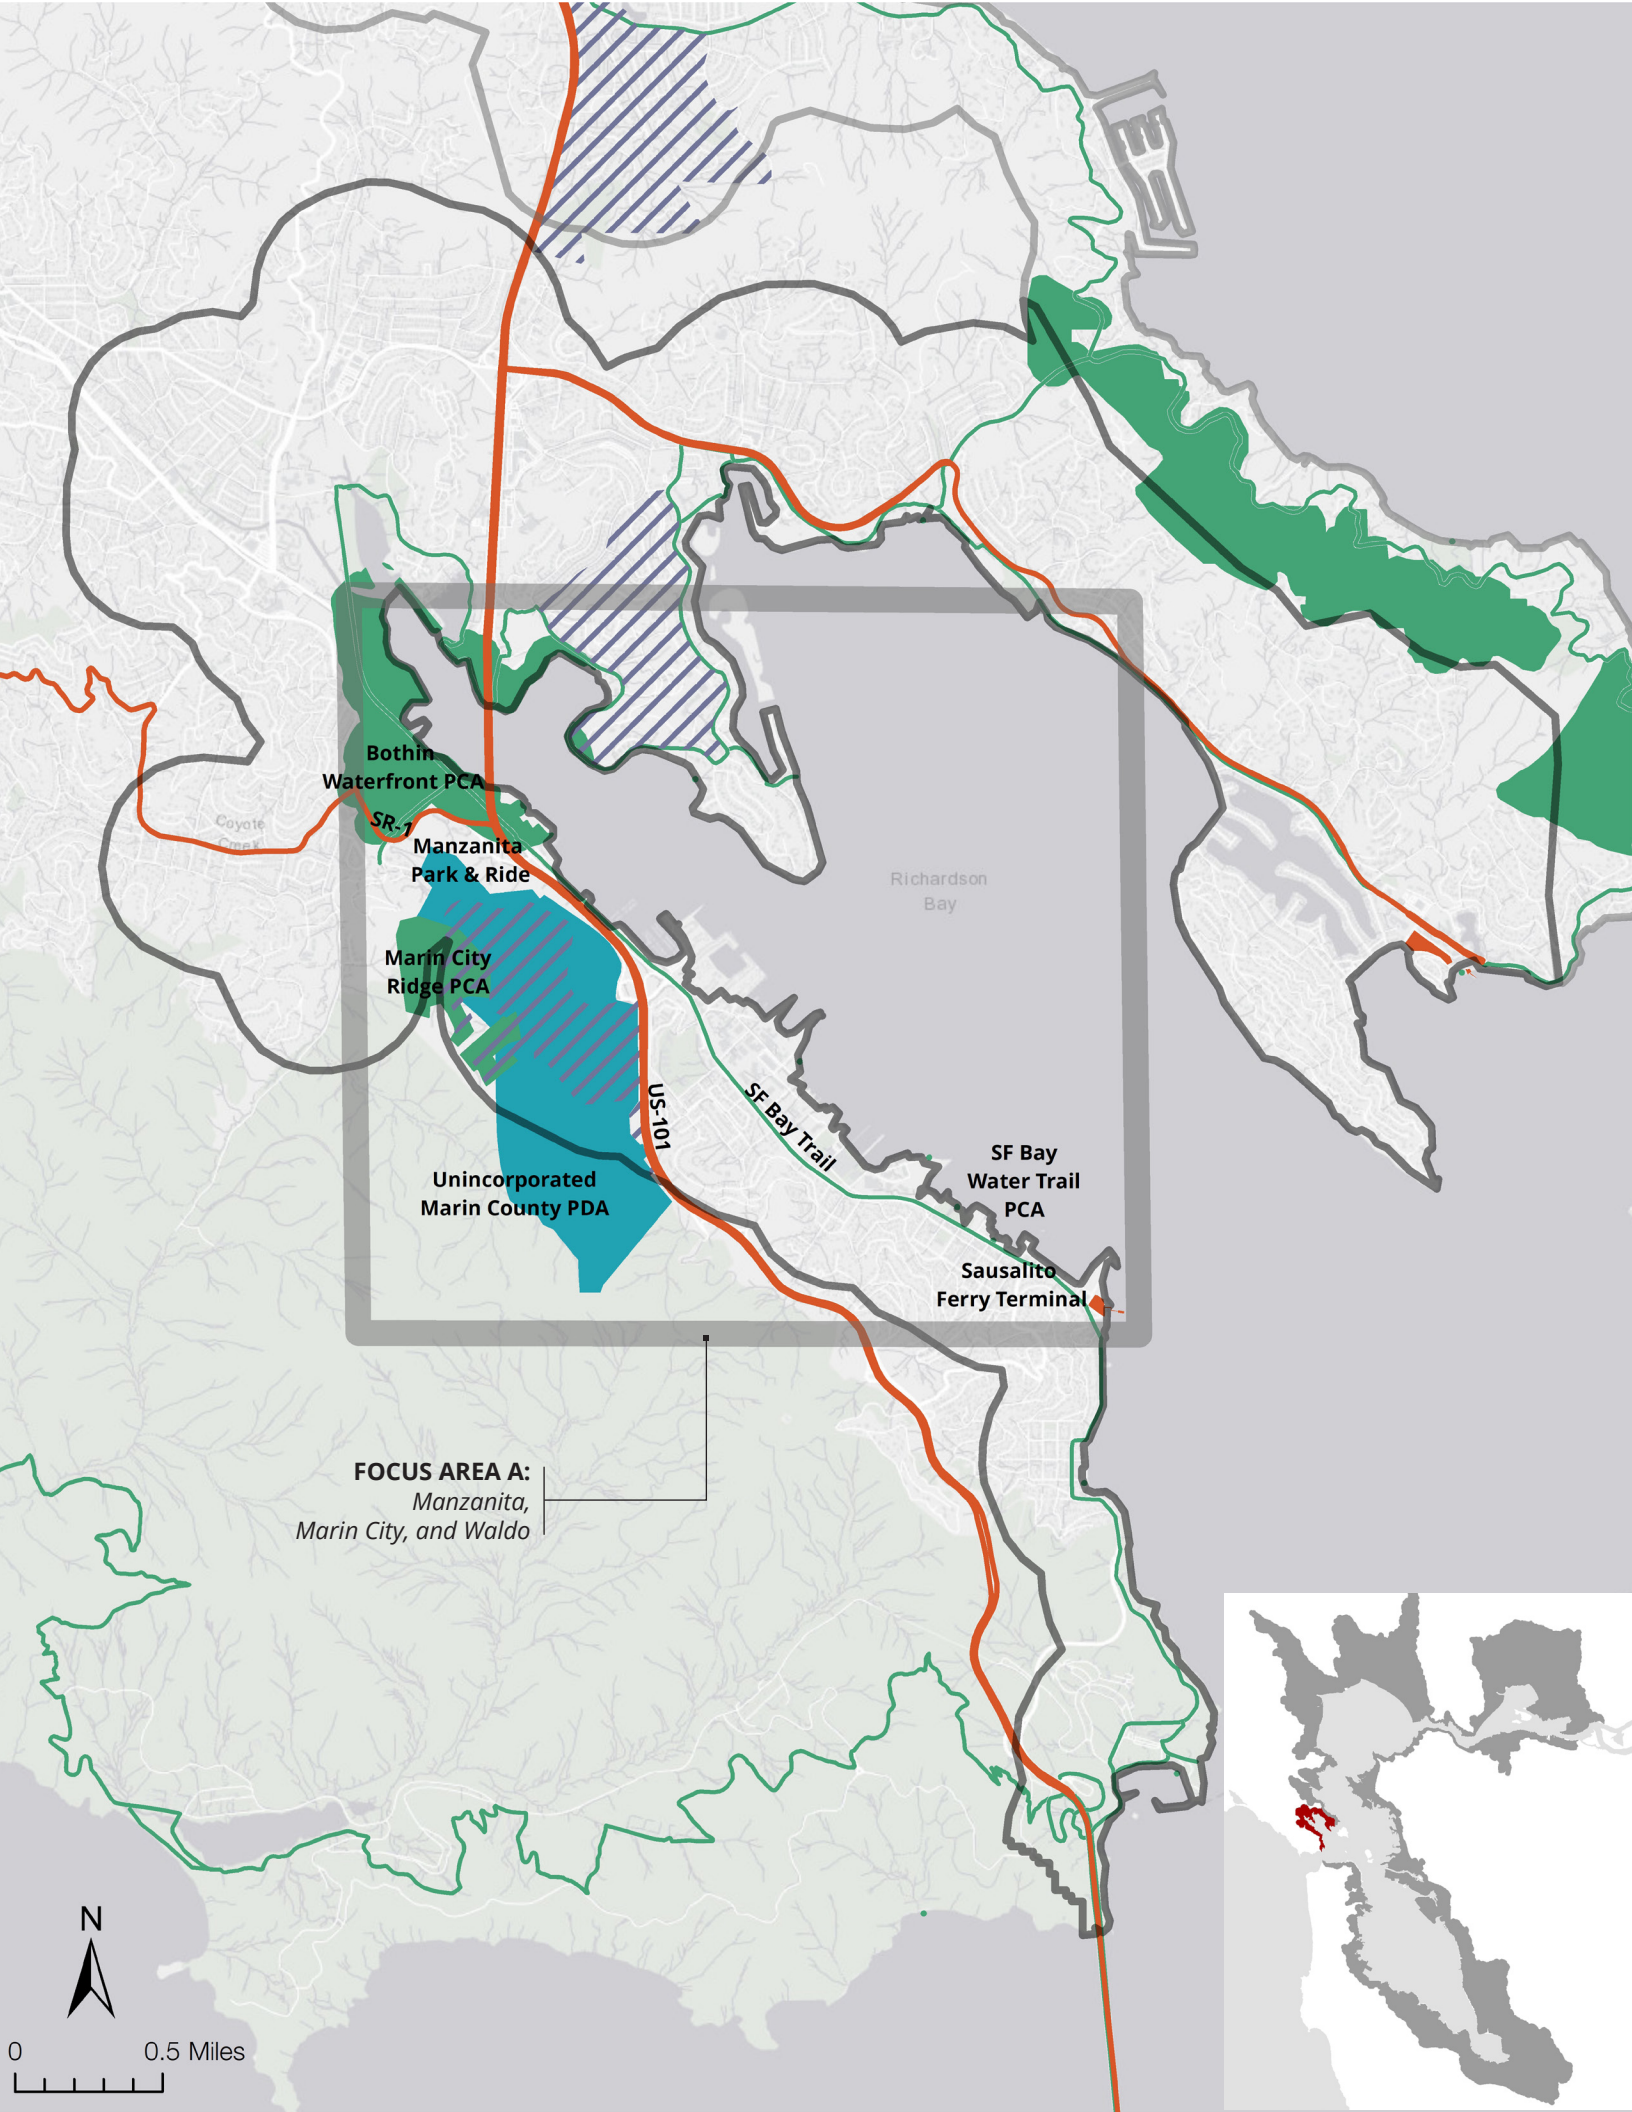 Bothin
Waterfront PCA
SR-1
Coyote
Creek
Manzanita
Park & Ride
Richardson
Bay
Marin City
Ridge PCA
US-101
SF Bay Trail
SF Bay
Water Trail
PCA
Unincorporated
Marin County PDA
Sausalito
Ferry Terminal
FOCUS AREA A:
Manzanita,
Marin City, and Waldo
N
0 0.5 Miles